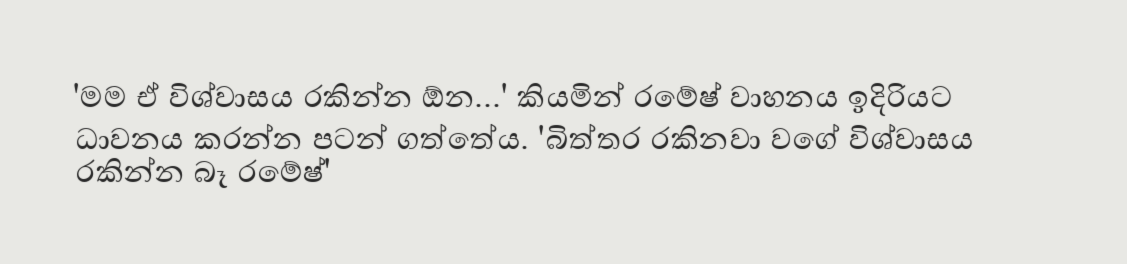 'මම ඒ විශ්වාසය රකින්න ඕන...' කියමින් රමේෂ් වාහනය ඉදිරියට
ධාවනය කරන්න පටන් ගත්තේය. 'බිත්තර රකිනවා වගේ විශ්වාසය
රකින්න බෑ රමේෂ්'